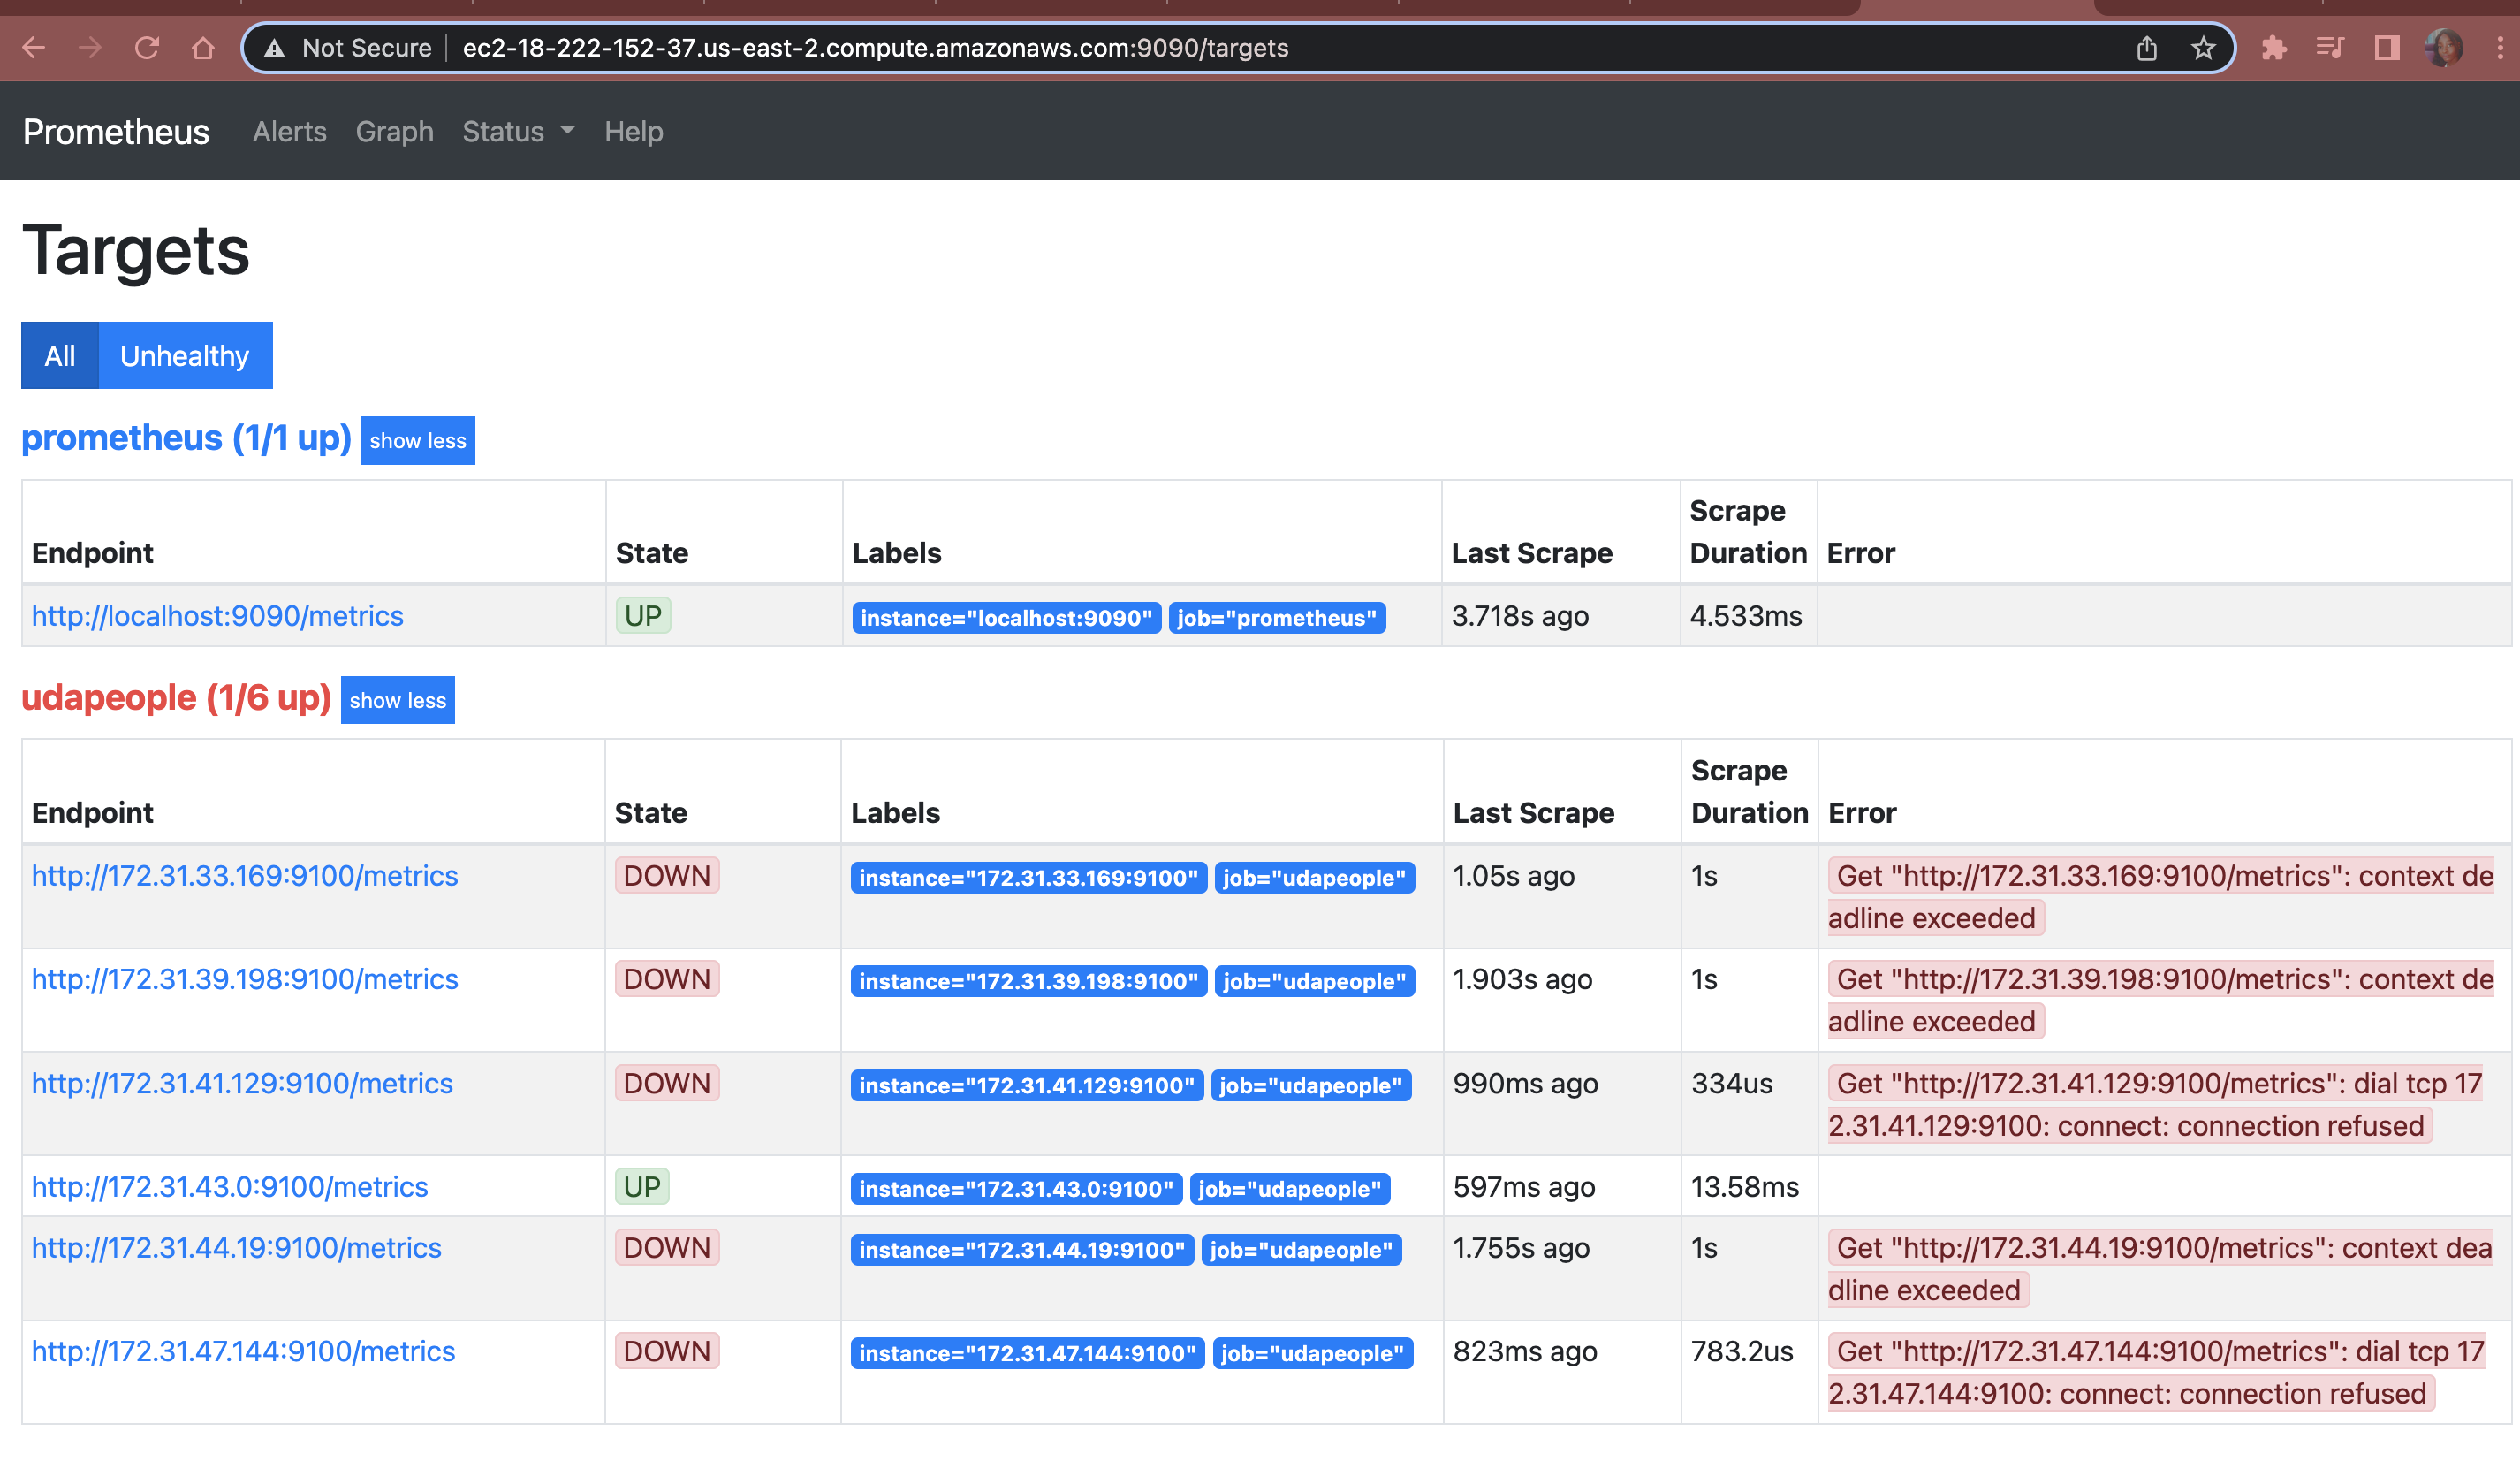 Not Secure | ec2-18-222-152-37.us-east-2.compute.amazonaws.com:9090/targets
Prometheus Alerts Graph Status Help
Targets
All Unhealthy
prometheus (1/1 up) show less
Endpoint State Labels Last Scrape Scrape Duration Error
http://localhost:9090/metrics UP instance="localhost:9090" job="prometheus" 3.718s ago 4.533ms
udapeople (1/6 up) show less
Endpoint State Labels Last Scrape Scrape Duration Error
http://172.31.33.169:9100/metrics DOWN instance="172.31.33.169:9100" job="udapeople" 1.05s ago 1s Get "http://172.31.33.169:9100/metrics": context de
adline exceeded
http://172.31.39.198:9100/metrics DOWN instance="172.31.39.198:9100" job="udapeople" 1.903s ago 1s Get "http://172.31.39.198:9100/metrics": context de
adline exceeded
http://172.31.41.129:9100/metrics DOWN instance="172.31.41.129:9100" job="udapeople" 990ms ago 334us Get "http://172.31.41.129:9100/metrics": dial tcp 17
2.31.41.129:9100: connect: connection refused
http://172.31.43.0:9100/metrics UP instance="172.31.43.0:9100" job="udapeople" 597ms ago 13.58ms
http://172.31.44.19:9100/metrics DOWN instance="172.31.44.19:9100" job="udapeople" 1.755s ago 1s Get "http://172.31.44.19:9100/metrics": context dea
dline exceeded
http://172.31.47.144:9100/metrics DOWN instance="172.31.47.144:9100" job="udapeople" 823ms ago 783.2us Get "http://172.31.47.144:9100/metrics": dial tcp 17
2.31.47.144:9100: connect: connection refused